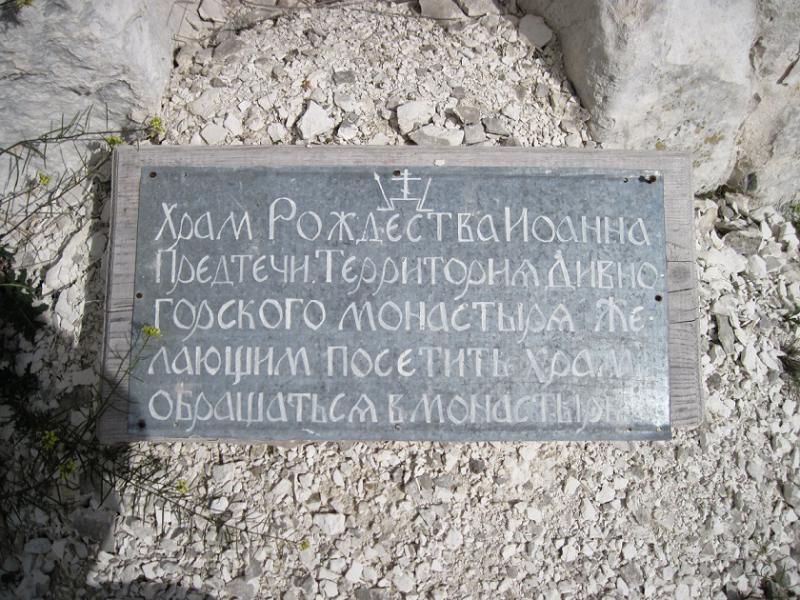 Храм Рождества Иоанна
Предтечи. Территория Дивно-
горского монастыря. Же-
лающим посетить храм
обращаться в монастырь